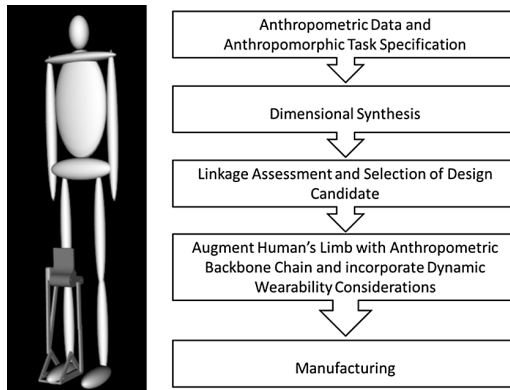 Anthropometric Data and
Anthropomorphic Task Specification
Dimensional Synthesis
Linkage Assessment and Selection of Design
Candidate
Augment Human's Limb with Anthropometric
Backbone Chain and incorporate Dynamic
Wearability Considerations
Manufacturing